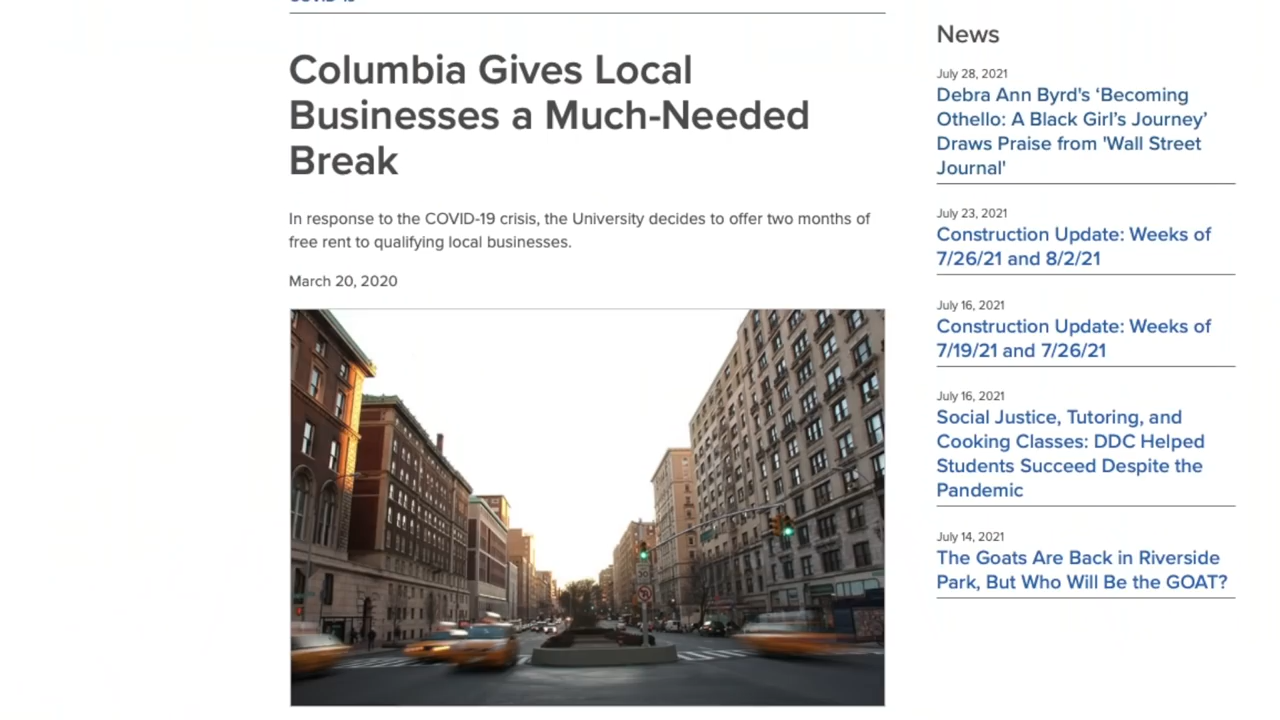 Columbia Gives Local
Businesses a Much-Needed
Break
In response to the COVID-19 crisis, the University decides to offer two months of
free rent to qualifying local businesses.
March 20, 2020
News
July 28, 2021
Debra Ann Byrd's ‘Becoming
Othello: A Black Girl’s Journey’
Draws Praise from 'Wall Street
Journal'
July 23, 2021
Construction Update: Weeks of
7/26/21 and 8/2/21
July 16, 2021
Construction Update: Weeks of
7/19/21 and 7/26/21
July 16, 2021
Social Justice, Tutoring, and
Cooking Classes: DDC Helped
Students Succeed Despite the
Pandemic
July 14, 2021
The Goats Are Back in Riverside
Park, But Who Will Be the GOAT?